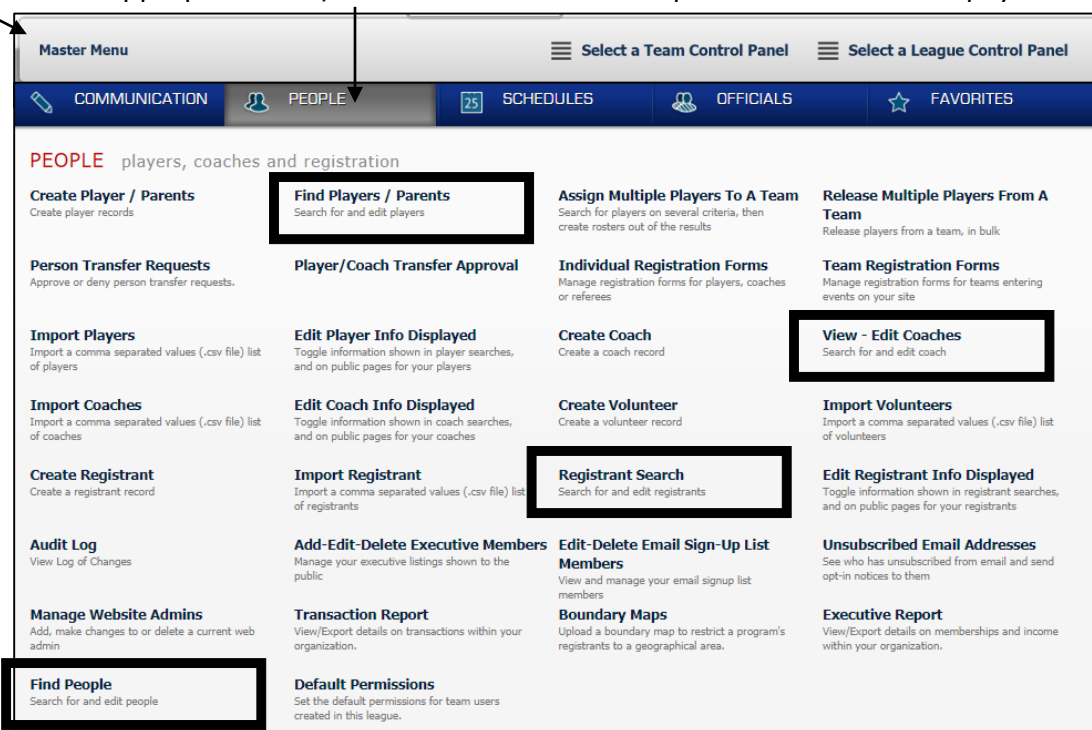 Master Menu
Select a Team Control Panel
Select a League Control Panel
COMMUNICATION
PEOPLE
25 SCHEDULES
OFFICIALS
FAVORITES
PEOPLE players, coaches and registration
Create Player / Parents
Create player records
Find Players / Parents
Search for and edit players
Assign Multiple Players To A Team
Search for players on several criteria, then
create rosters out of the results
Release Multiple Players From A
Team
Release players from a team, in bulk
Person Transfer Requests
Approve or deny person transfer requests.
Player/Coach Transfer Approval
Individual Registration Forms
Manage registration forms for players, coaches
or referees
Team Registration Forms
Manage registration forms for teams entering
events on your site
Import Players
Import a comma separated values (.csv file) list
of players
Edit Player Info Displayed
Toggle information shown in player searches,
and on public pages for your players
Create Coach
Create a coach record
View - Edit Coaches
Search for and edit coach
Import Coaches
Import a comma separated values (.csv file) list
of coaches
Edit Coach Info Displayed
Toggle information shown in coach searches,
and on public pages for your coaches
Create Volunteer
Create a volunteer record
Import Volunteers
Import a comma separated values (.csv file) list
of volunteers
Create Registrant
Create a registrant record
Import Registrant
Import a comma separated values (.csv file) list
of registrants
Registrant Search
Search for and edit registrants
Edit Registrant Info Displayed
Toggle information shown in registrant searches,
and on public pages for your registrants
Audit Log
View Log of Changes
Add-Edit-Delete Executive Members
Manage your executive listings shown to the
public
Edit-Delete Email Sign-Up List
Members
View and manage your email signup list
members
Unsubscribed Email Addresses
See who has unsubscribed from email and send
opt-in notices to them
Manage Website Admins
Add, make changes to or delete a current web
admin
Transaction Report
View/Export details on transactions within your
organization.
Boundary Maps
Upload a boundary map to restrict a program's
registrants to a geographical area.
Executive Report
View/Export details on memberships and income
within your organization.
Find People
Search for and edit people
Default Permissions
Set the default permissions for team users
created in this league.